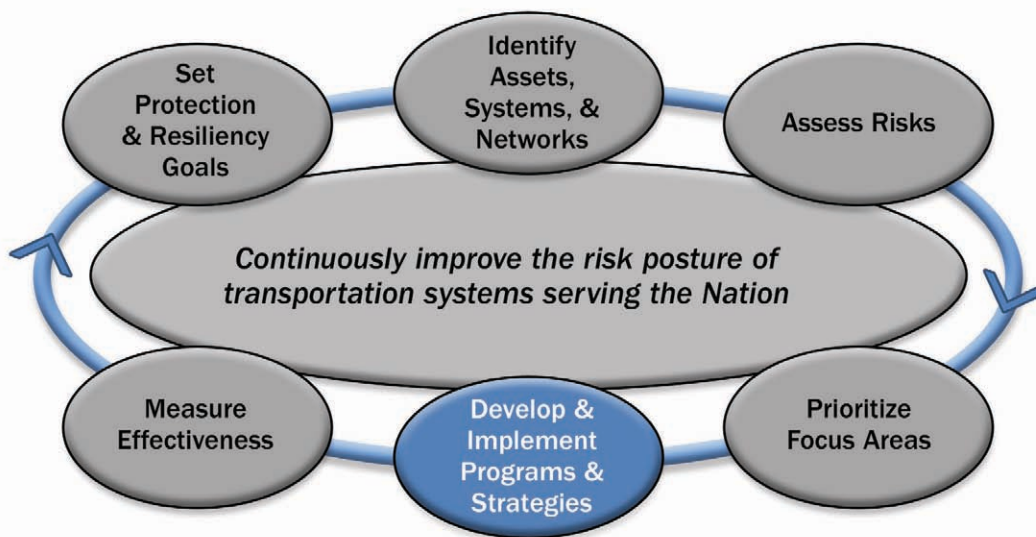 Set
Protection
& Resiliency
Goals
Identify
Assets,
Systems, &
Networks
Assess Risks
Continuously improve the risk posture of
transportation systems serving the Nation
Measure
Effectiveness
Develop &
Implement
Programs &
Strategies
Prioritize
Focus Areas